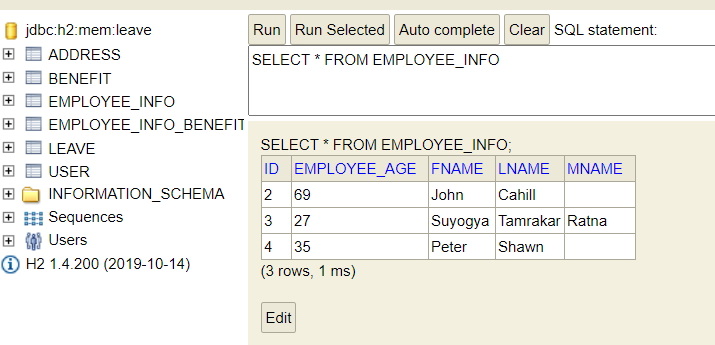 jdbc:h2:mem:leave
ADDRESS
BENEFIT
EMPLOYEE_INFO
EMPLOYEE_INFO_BENEFIT
LEAVE
USER
INFORMATION_SCHEMA
Sequences
Users
H2 1.4.200 (2019-10-14)
Run Run Selected Auto complete Clear SQL statement:
SELECT * FROM EMPLOYEE_INFO
SELECT * FROM EMPLOYEE_INFO;
ID EMPLOYEE_AGE FNAME LNAME MNAME
2 69 John Cahill
3 27 Suyogya Tamrakar Ratna
4 35 Peter Shawn
(3 rows, 1 ms)
Edit